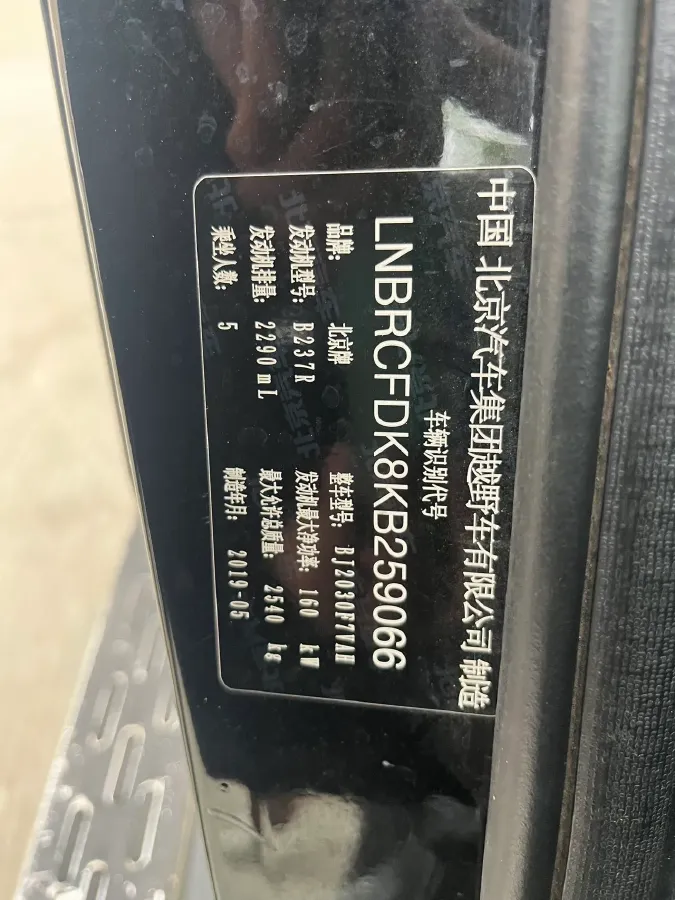 中国 北京汽车集团越野车有限公司 制造
车辆识别代号
LNBRCFDK8KB259066
品牌: 北京牌 整车型号: BJ2030F7VAH
发动机型号: B237R 发动机最大净功率: 160 kW
发动机排量: 2290mL 最大允许总质量: 2540 kg
乘坐人数: 5 制造年月: 2019-05